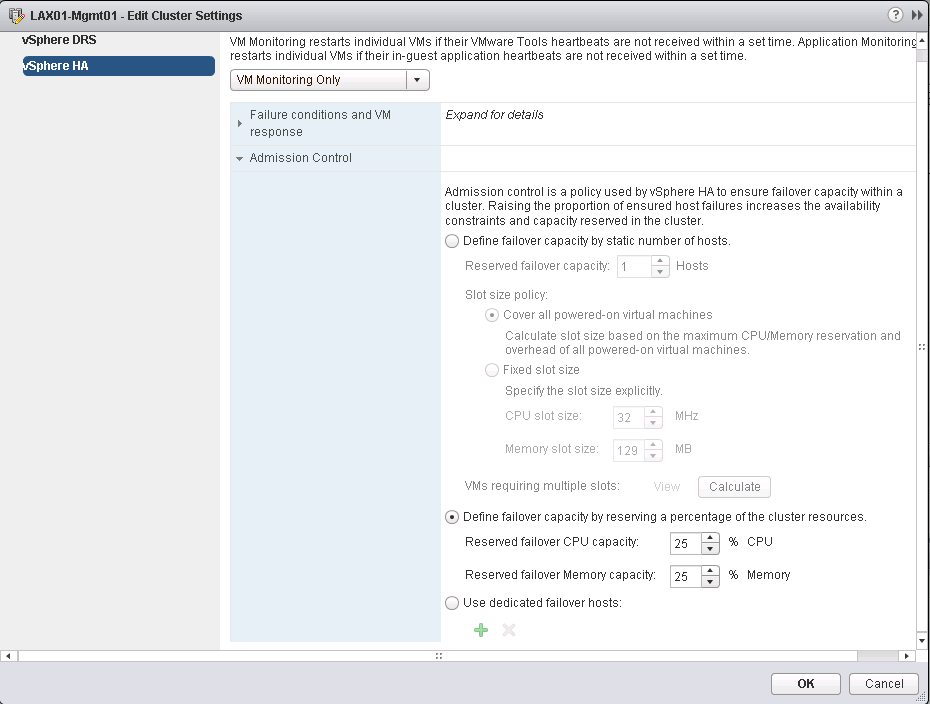 LAX01-Mgmt01 - Edit Cluster Settings
?
vSphere DRS
vSphere HA
VM Monitoring restarts individual VMs if their VMware Tools heartbeats are not received within a set time. Application Monitoring
restarts individual VMs if their in-guest application heartbeats are not received within a set time.
VM Monitoring Only
Failure conditions and VM
response
Expand for details
Admission Control
Admission control is a policy used by vSphere HA to ensure failover capacity within a
cluster. Raising the proportion of ensured host failures increases the availability
constraints and capacity reserved in the cluster.
Define failover capacity by static number of hosts.
Reserved failover capacity: 1 Hosts
Slot size policy:
Cover all powered-on virtual machines
Calculate slot size based on the maximum CPU/Memory reservation and
overhead of all powered-on virtual machines.
Fixed slot size
Specify the slot size explicitly.
CPU slot size: 32 MHz
Memory slot size: 129 MB
VMs requiring multiple slots: View Calculate
Define failover capacity by reserving a percentage of the cluster resources.
Reserved failover CPU capacity: 25 % CPU
Reserved failover Memory capacity: 25 % Memory
Use dedicated failover hosts:
OK Cancel